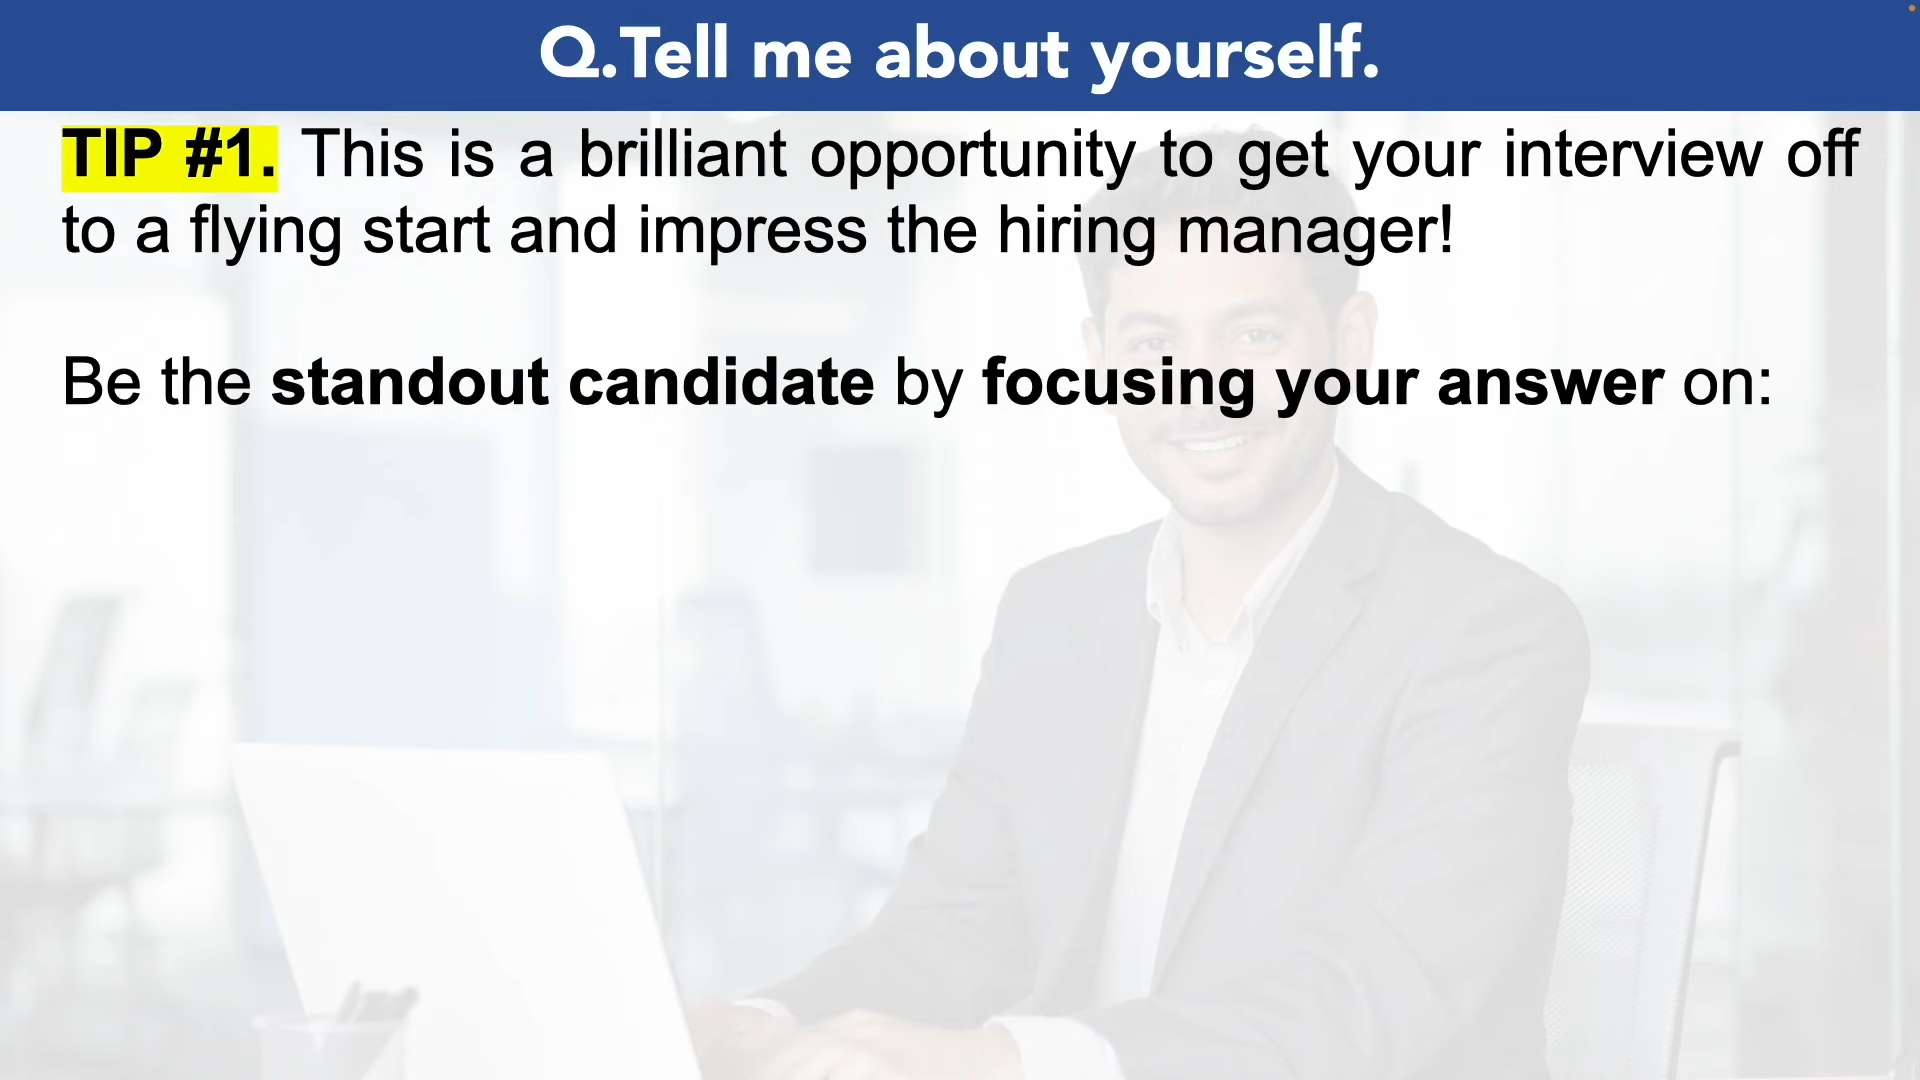 Q.Tell me about yourself.
TIP #1. This is a brilliant opportunity to get your interview off
to a flying start and impress the hiring manager!
Be the standout candidate by focusing your answer on: